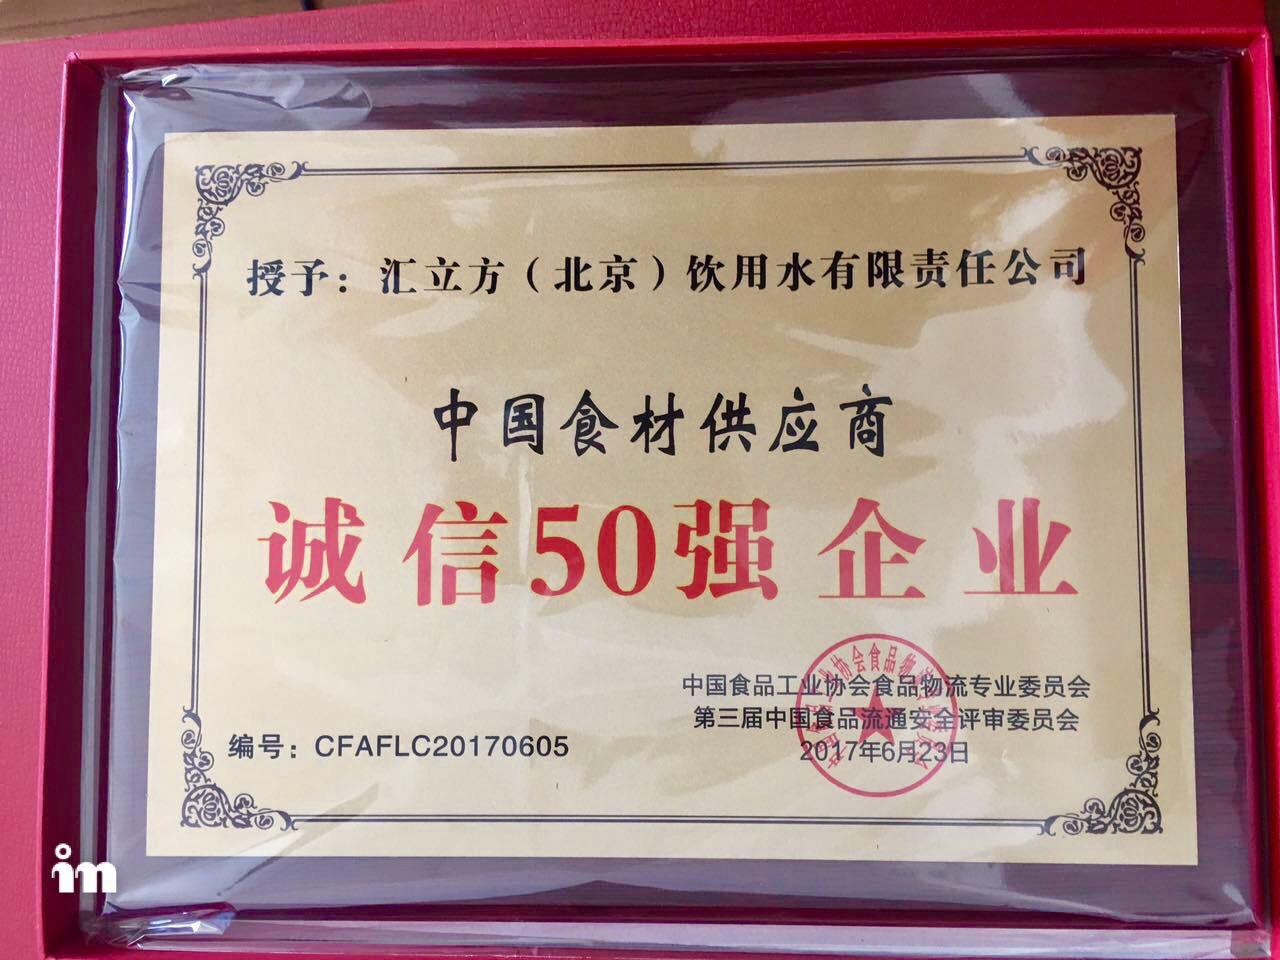 授予：汇立方（北京）饮用水有限责任公司
中国食材供应商
诚信50强企业
中国食品工业协会食品物流专业委员会
第三届中国食品流通安全评审委员会
编号：CFAFLC20170605
2017年6月23日
im